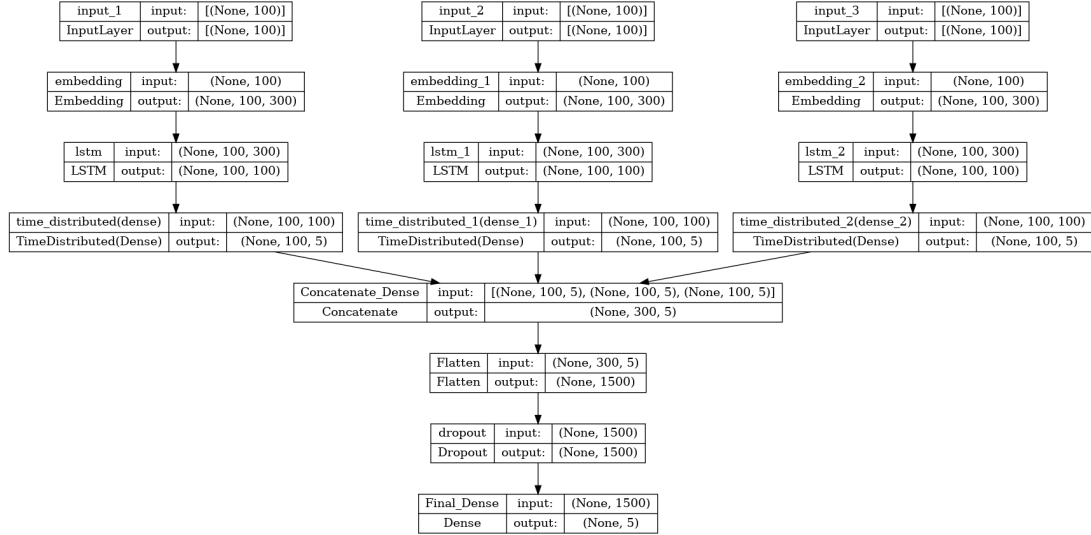 input_1 input: [(None, 100)] input_2 input: [(None, 100)] input_3 input: [(None, 100)]
InputLayer output: [(None, 100)] InputLayer output: [(None, 100)] InputLayer output: [(None, 100)]
embedding input: (None, 100) embedding_1 input: (None, 100) embedding_2 input: (None, 100)
Embedding output: (None, 100, 300) Embedding output: (None, 100, 300) Embedding output: (None, 100, 300)
lstm input: (None, 100, 300) lstm_1 input: (None, 100, 300) lstm_2 input: (None, 100, 300)
LSTM output: (None, 100, 100) LSTM output: (None, 100, 100) LSTM output: (None, 100, 100)
time_distributed(dense) input: (None, 100, 100) time_distributed_1(dense_1) input: (None, 100, 100) time_distributed_2(dense_2) input: (None, 100, 100)
TimeDistributed(Dense) output: (None, 100, 5) TimeDistributed(Dense) output: (None, 100, 5) TimeDistributed(Dense) output: (None, 100, 5)
Concatenate_Dense input: [(None, 100, 5), (None, 100, 5), (None, 100, 5)]
Concatenate output: (None, 300, 5)
Flatten input: (None, 300, 5)
Flatten output: (None, 1500)
dropout input: (None, 1500)
Dropout output: (None, 1500)
Final_Dense input: (None, 1500)
Dense output: (None, 5)